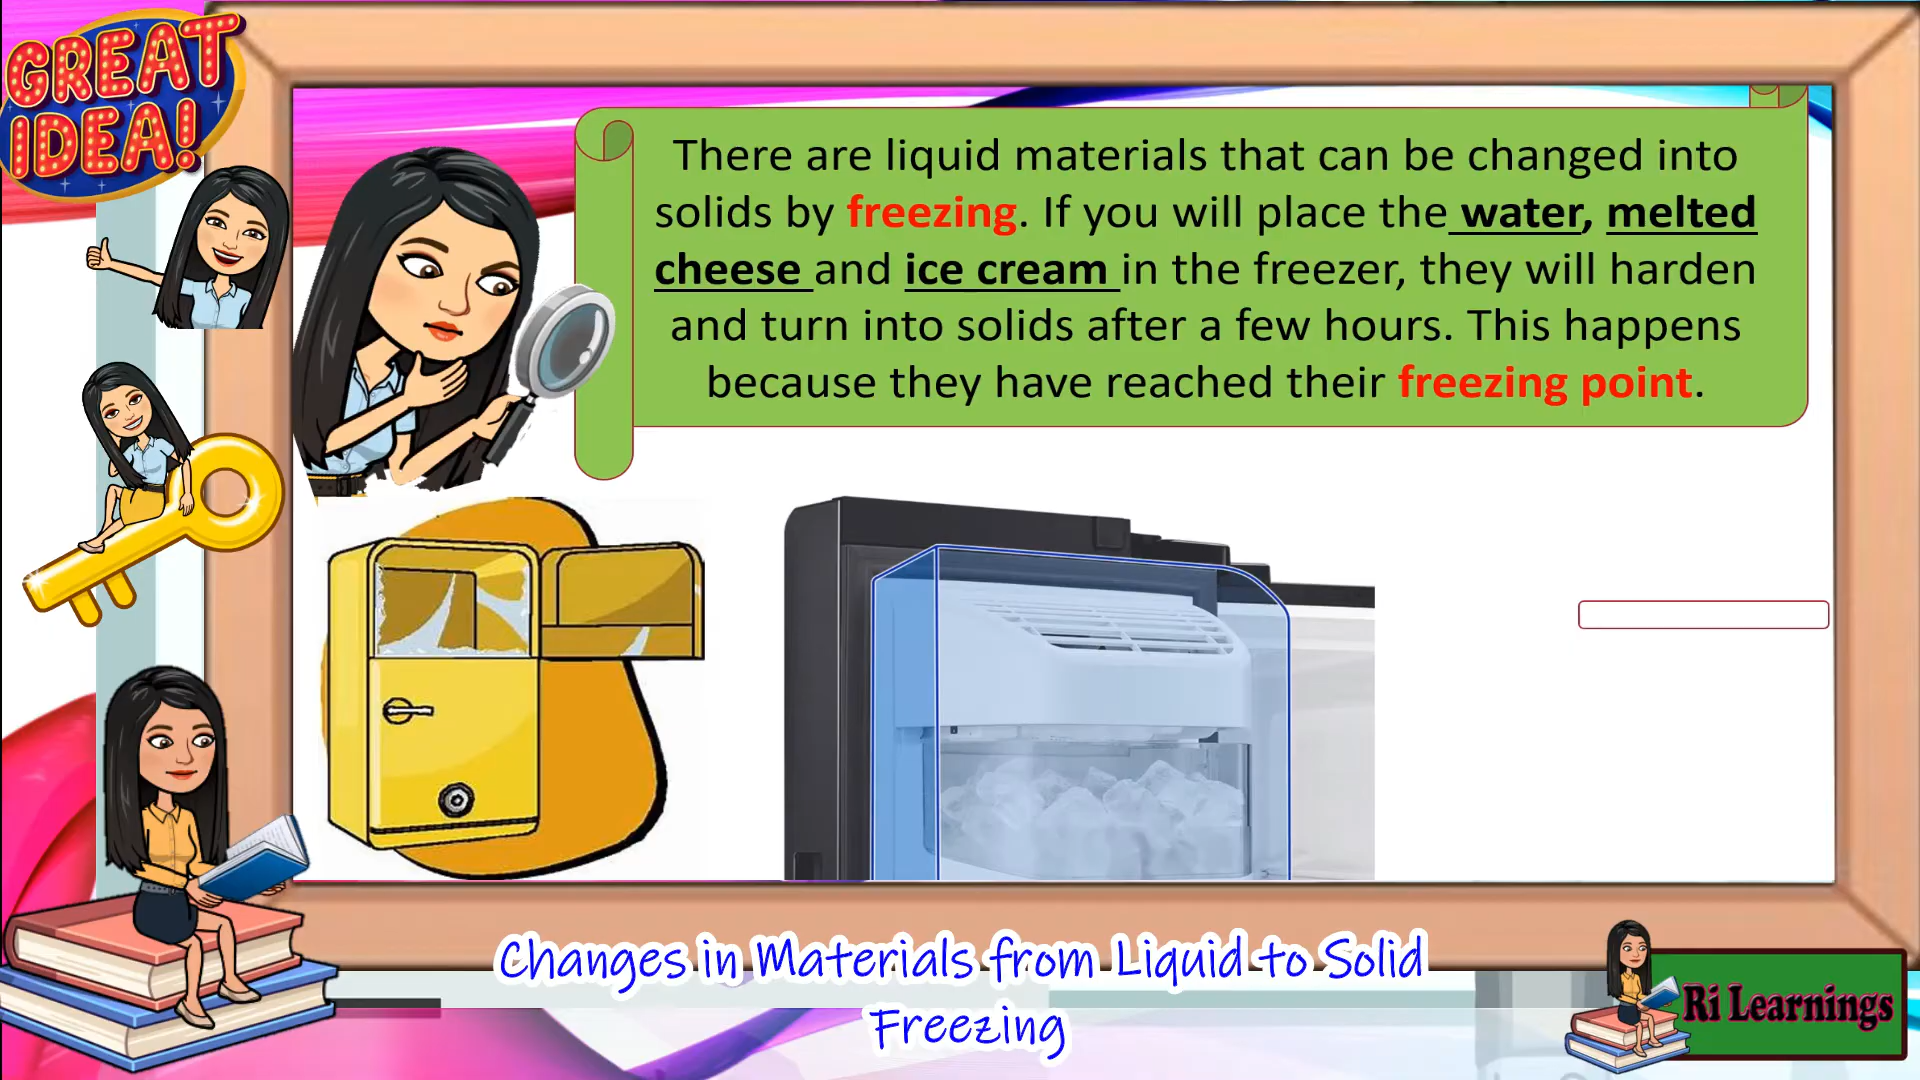 GREAT
IDEA!
There are liquid materials that can be changed into
solids by freezing. If you will place the water, melted
cheese and ice cream in the freezer, they will harden
and turn into solids after a few hours. This happens
because they have reached their freezing point.
Changes in Materials from Liquid to Solid
Freezing
Ri Learnings